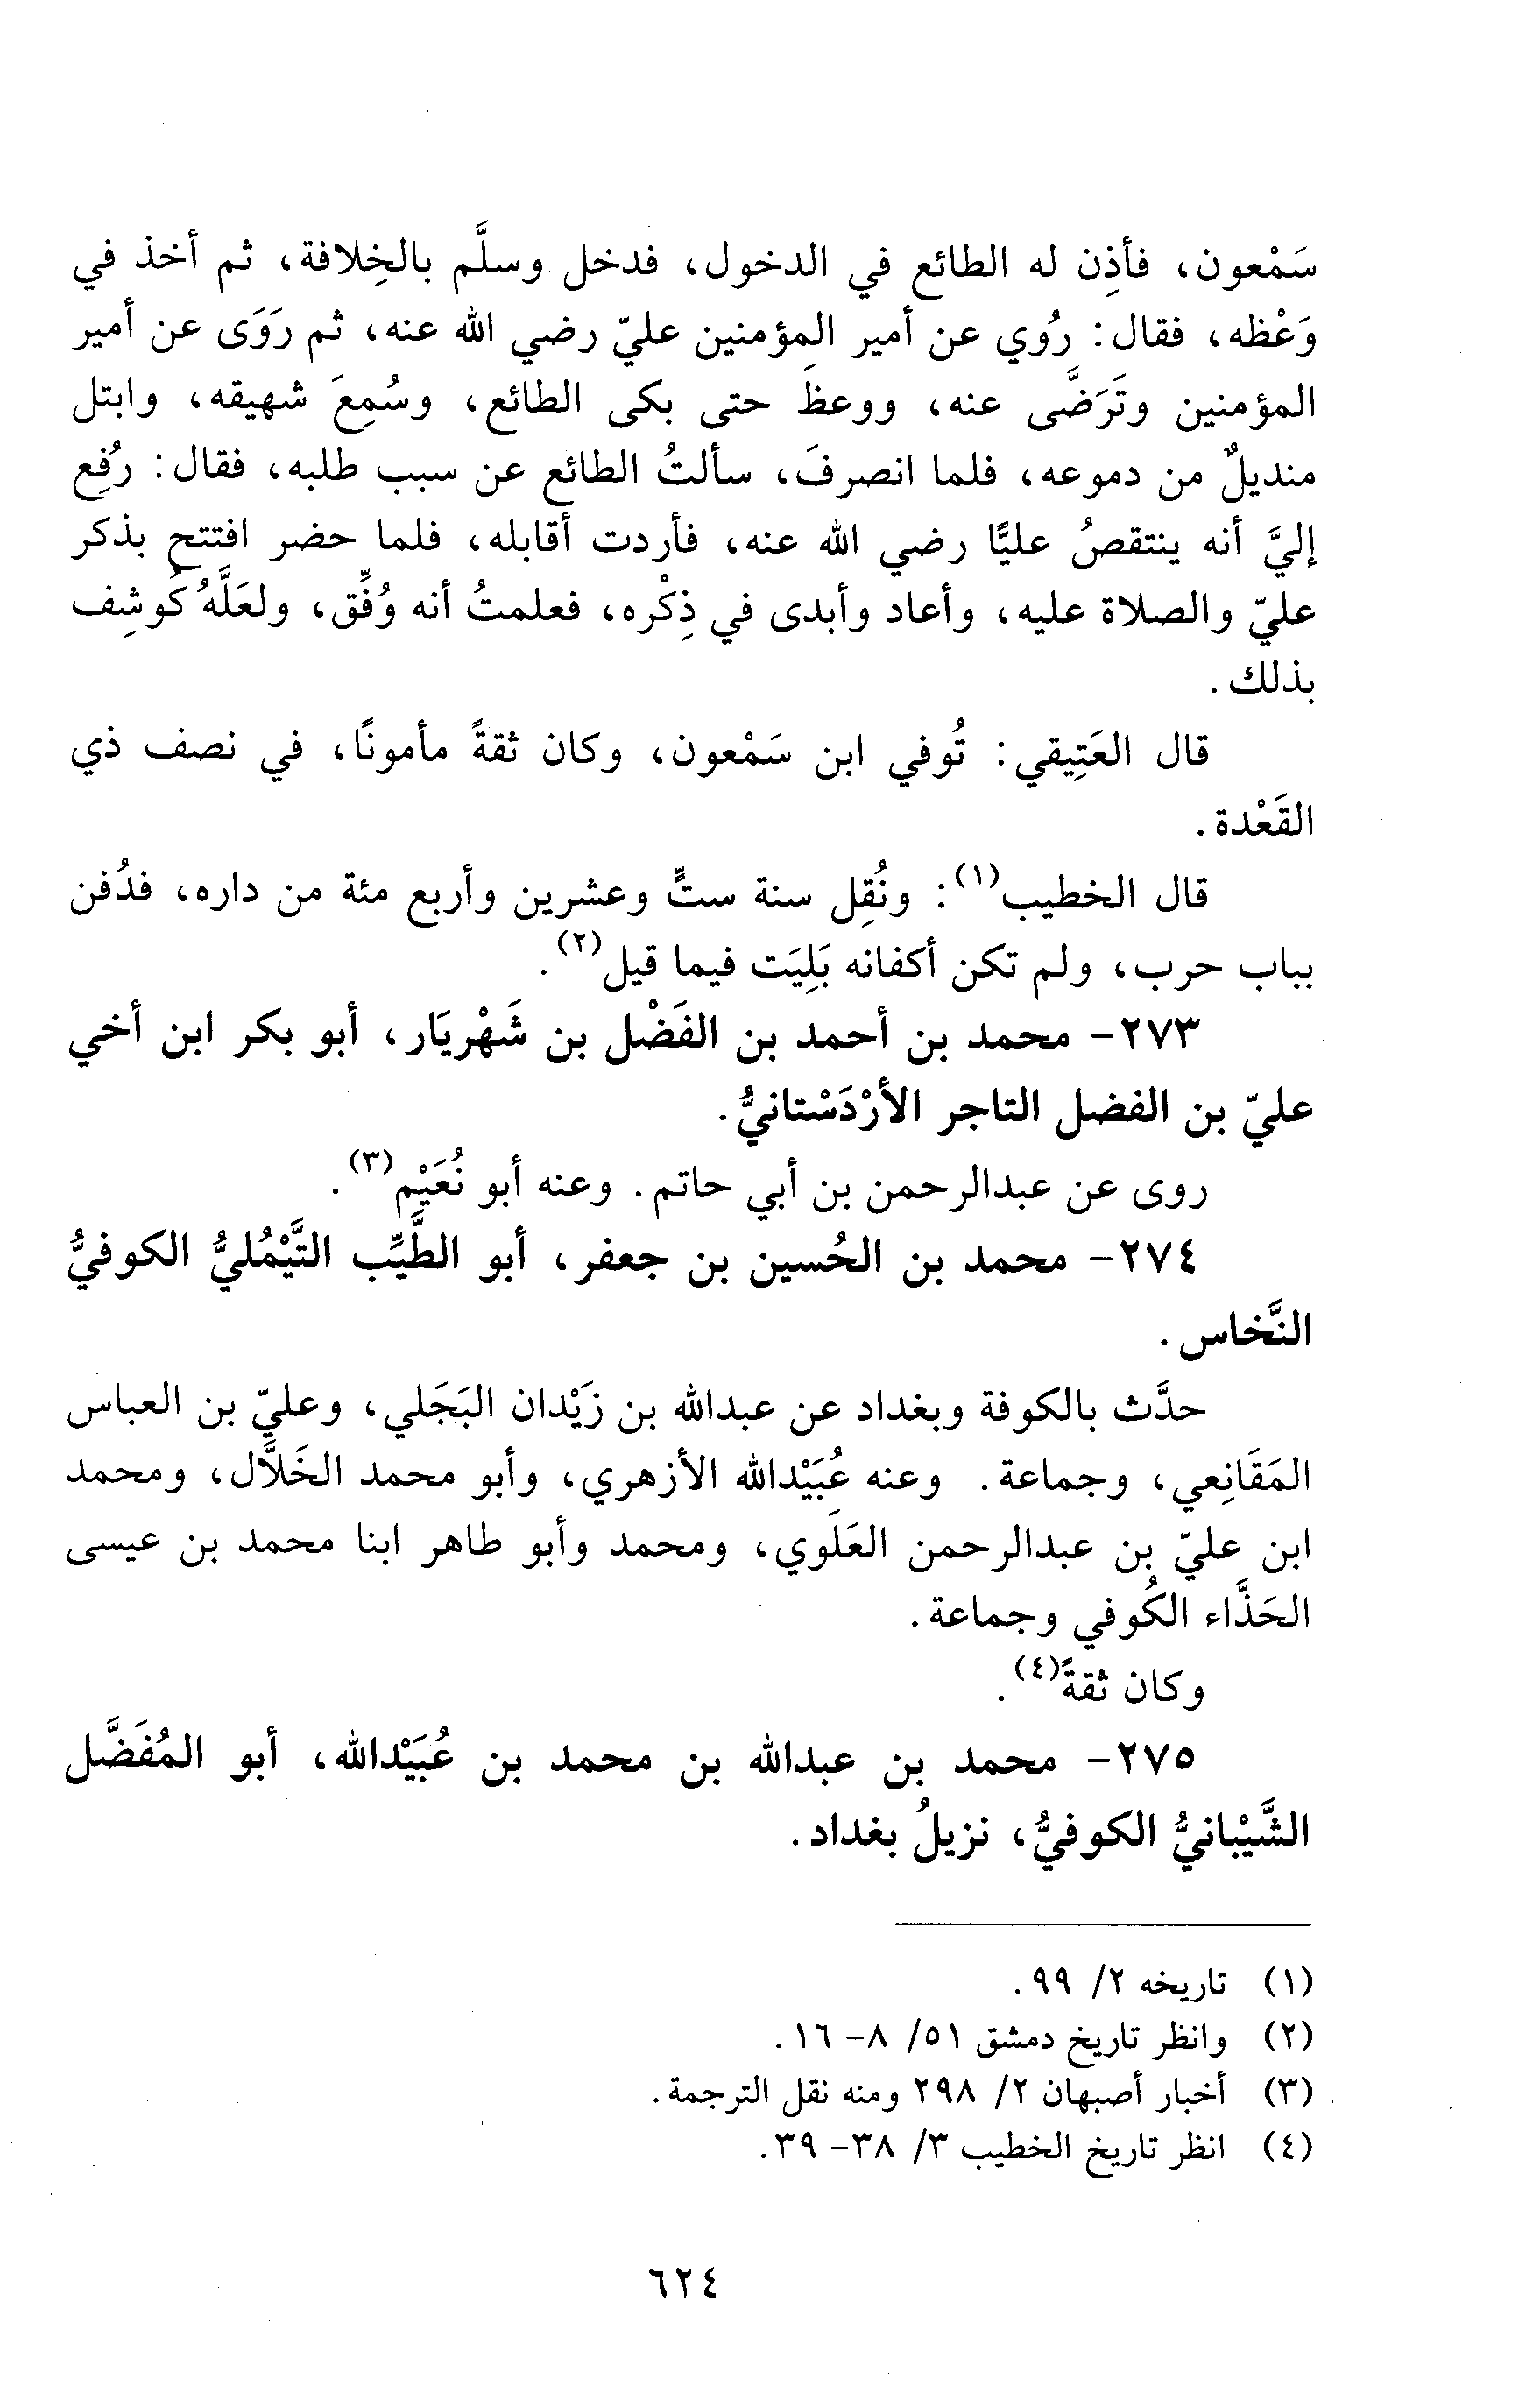 سَمْعون، فأذِن له الطائع في الدخول، فدخل وسلَّم بالخِلافة، ثم أخذ في
وَعْظه، فقال: رُوي عن أمير المؤمنين عليّ رضي الله عنه، ثم رَوَى عن أمير
المؤمنين وتَرَضَّى عنه، ووعظَ حتى بكى الطائع، وسُمِعَ شهيقه، وابتل
منديلٌ من دموعه، فلما انصرفَ، سألتُ الطائع عن سبب طلبه، فقال: رُفِع
إليَّ أنه ينتقصُ عليًّا رضي الله عنه، فأردت أقابله، فلما حضر افتتح بذكر
عليّ والصلاة عليه، وأعاد وأبدى في ذِكْره، فعلمتُ أنه وُفِّق، ولعَلَّهُ كُوشِف
بذلك.
قال العَتِيقي: تُوفي ابن سَمْعون، وكان ثقةً مأمونًا، في نصف ذي
القَعْدة.
قال الخطيب(١): ونُقِل سنة ستٍّ وعشرين وأربع مئة من داره، فدُفن
بباب حرب، ولم تكن أكفانه بَلِيَت فيما قيل(٢).
٢٧٣- محمد بن أحمد بن الفَضْل بن شَهْريَار، أبو بكر ابن أخي
عليّ بن الفضل التاجر الأرْدَسْتانيُّ.
روى عن عبدالرحمن بن أبي حاتم. وعنه أبو نُعَيْم(٣).
٢٧٤- محمد بن الحُسين بن جعفر، أبو الطَّيِّب التَّيْمُليُّ الكوفيُّ
النَّخاس.
حدَّث بالكوفة وبغداد عن عبدالله بن زَيْدان البَجَلي، وعليّ بن العباس
المَقَانِعي، وجماعة. وعنه عُبَيْدالله الأزهري، وأبو محمد الخَلَّال، ومحمد
ابن عليّ بن عبدالرحمن العَلَوي، ومحمد وأبو طاهر ابنا محمد بن عيسى
الحَذَّاء الكُوفي وجماعة.
وكان ثقةً(٤).
٢٧٥- محمد بن عبدالله بن محمد بن عُبَيْدالله، أبو المُفَضَّل
الشَّيْبانيُّ الكوفيُّ، نزيلُ بغداد.
(١) تاريخه ٢/ ٩٩.
(٢) وانظر تاريخ دمشق ٥١/ ٨- ١٦.
(٣) أخبار أصبهان ٢/ ٢٩٨ ومنه نقل الترجمة.
(٤) انظر تاريخ الخطيب ٣/ ٣٨- ٣٩.
٦٢٤